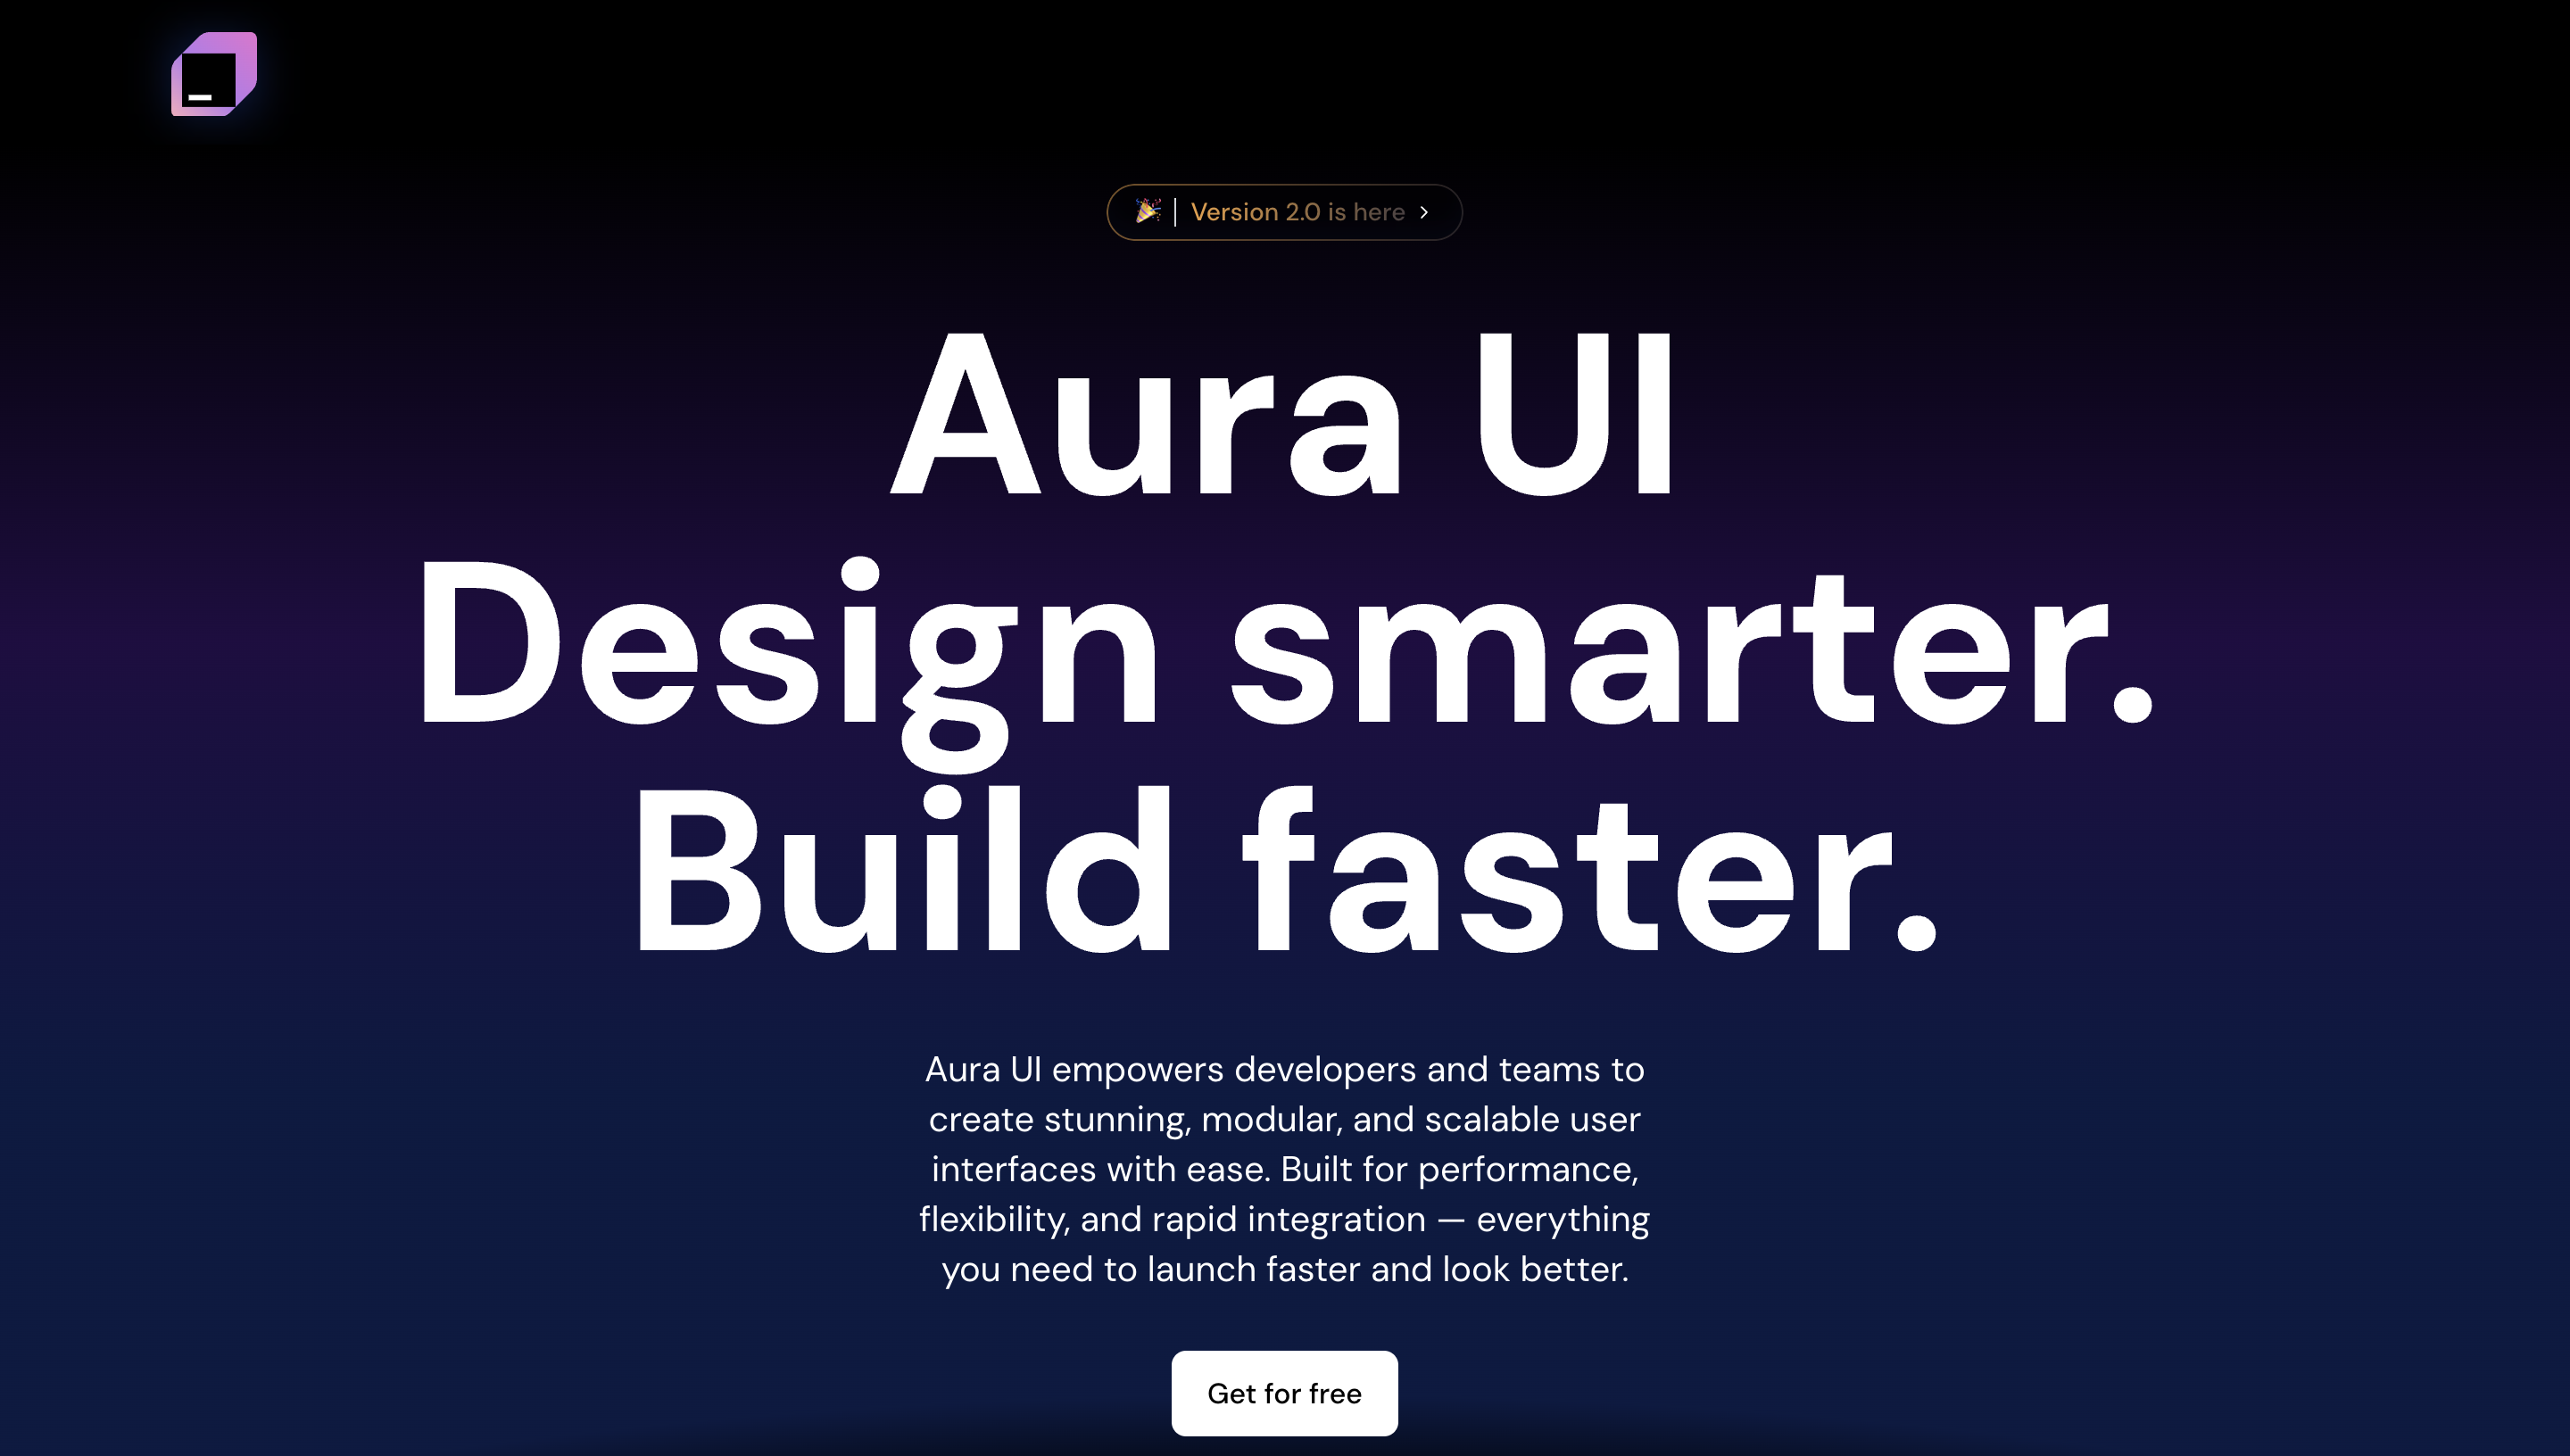 🎉 | Version 2.0 is here >
Aura UI
Design smarter.
Build faster.
Aura UI empowers developers and teams to
create stunning, modular, and scalable user
interfaces with ease. Built for performance,
flexibility, and rapid integration — everything
you need to launch faster and look better.
Get for free